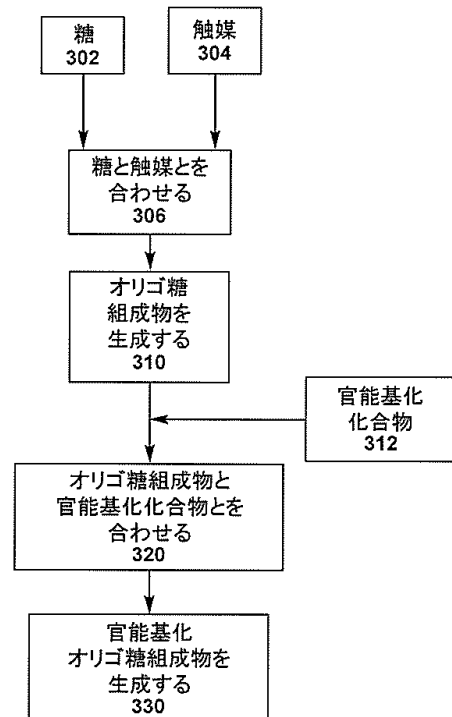 糖
302
触媒
304
糖と触媒とを
合わせる
306
オリゴ糖
組成物を
生成する
310
官能基化
化合物
312
オリゴ糖組成物と
官能基化化合物とを
合わせる
320
官能基化
オリゴ糖組成物を
生成する
330